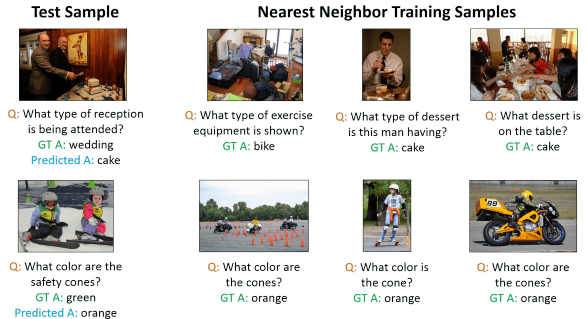 Test Sample
Nearest Neighbor Training Samples
Q: What type of reception
is being attended?
GT A: wedding
Predicted A: cake
Q: What type of exercise
equipment is shown?
GT A: bike
Q: What type of dessert
is this man having?
GT A: cake
Q: What dessert is
on the table?
GT A: cake
89
Q: What color are the
safety cones?
GT A: green
Predicted A: orange
Q: What color are
the cones?
GT A: orange
Q: What color is
the cone?
GT A: orange
Q: What color are
the cones?
GT A: orange